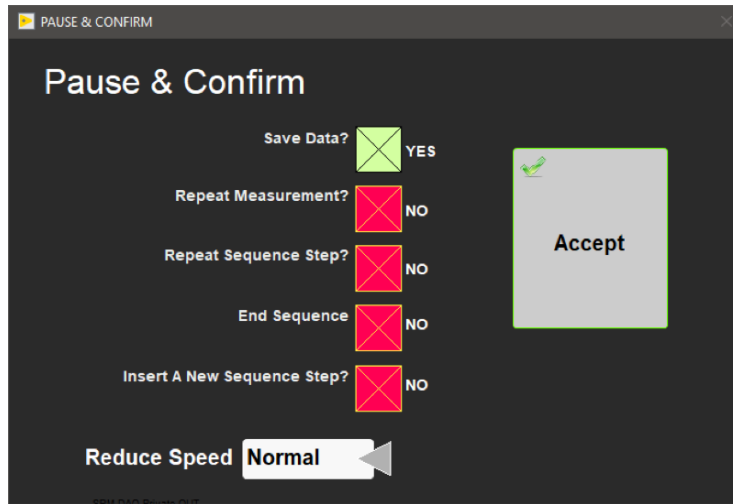 PAUSE & CONFIRM
Pause & Confirm
Save Data? YES
Repeat Measurement? NO
Repeat Sequence Step? NO
Accept
End Sequence NO
Insert A New Sequence Step? NO
Reduce Speed Normal